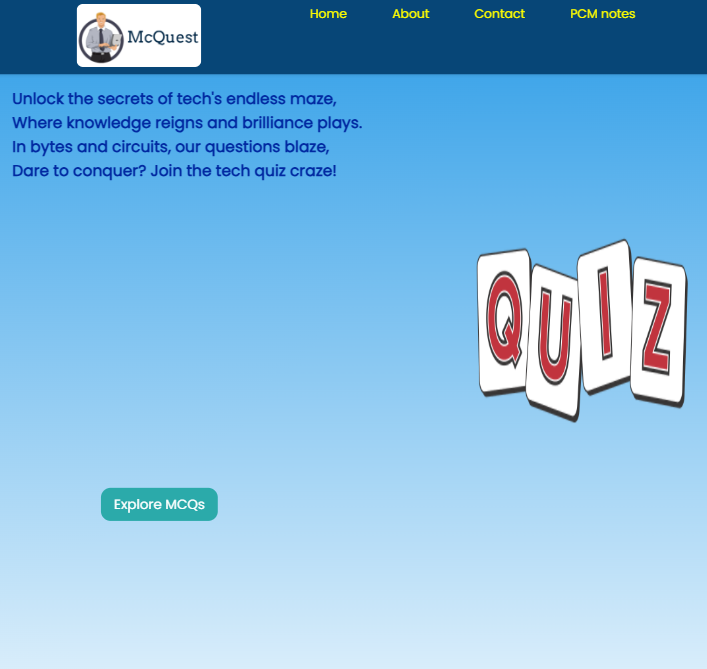 McQuest
Home About Contact PCM notes
Unlock the secrets of tech's endless maze,
Where knowledge reigns and brilliance plays.
In bytes and circuits, our questions blaze,
Dare to conquer? Join the tech quiz craze!
QUIZ
Explore MCQs